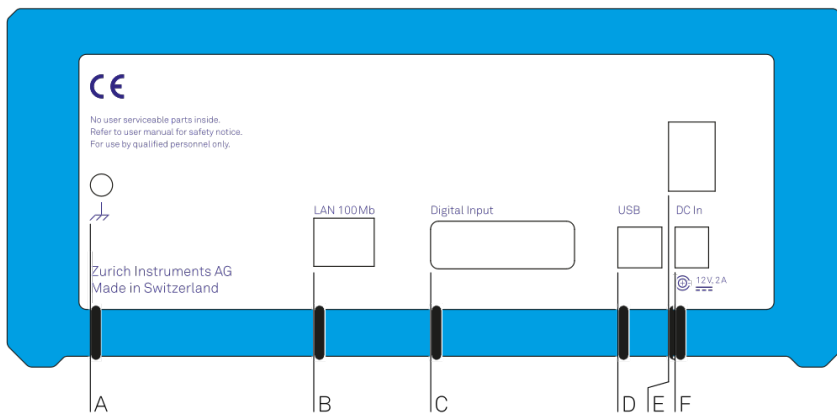 CE
No user serviceable parts inside.
Refer to user manual for safety notice.
For use by qualified personnel only.
LAN 100Mb
Digital Input
USB
DC In
12V, 2A
Zurich Instruments AG
Made in Switzerland
A
B
C
D
E
F